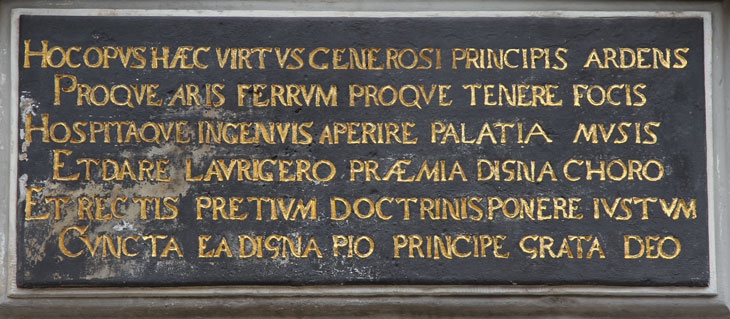 HOC OPVS HÆC VIRTVS GENEROSI PRINCIPIS ARDENS
PROQVE ARIS FERRVM PROQVE TENERE FOCIS
HOSPITAQVE INGENVIS APERIRE PALATIA MVSIS
ET DARE LAVRIGERO PRÆMIA DIGNA CHORO
ET RECTIS PRETIVM DOCTRINIS PONERE IVSTVM
CVNCTA EA DIGNA PIO PRINCIPE GRATA DEO